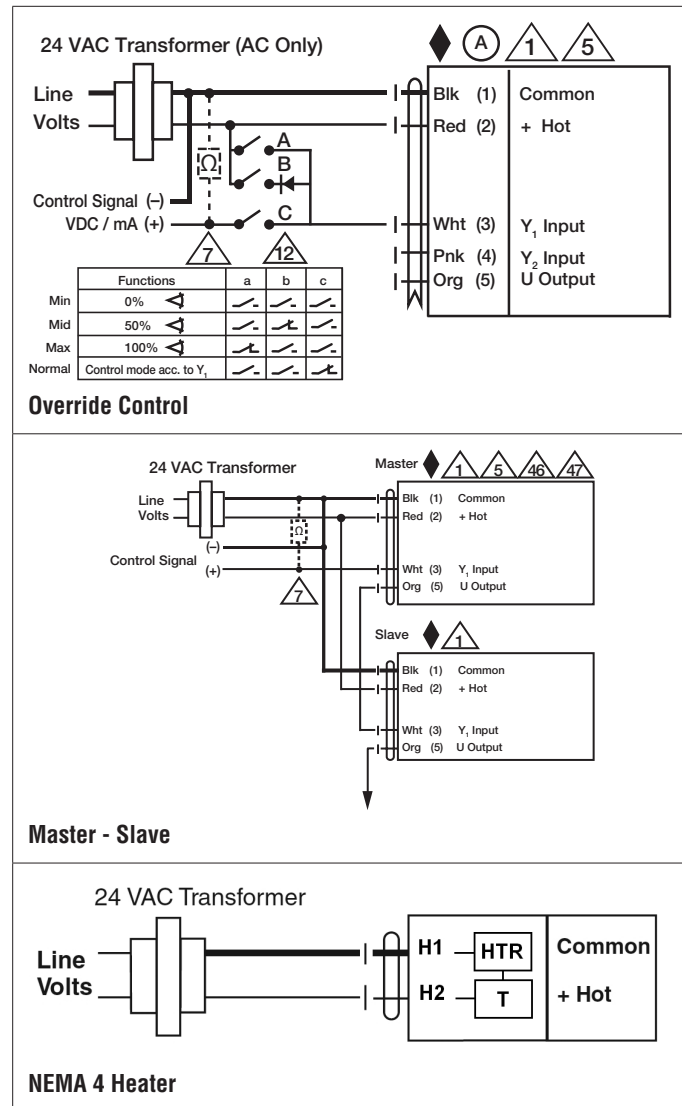 24 VAC Transformer (AC Only)
A 1 5
Line
Volts
Blk (1) Common
Red (2) + Hot
A
Ω
B
Control Signal (–)
VDC / mA (+)
C
Wht (3) Y1 Input
Pnk (4) Y2 Input
Org (5) U Output
7 12
Functions a b c
Min 0%
Mid 50%
Max 100%
Normal Control mode acc. to Y1
Override Control
24 VAC Transformer
Master 1 5 46 47
Line
Volts
Blk (1) Common
Red (2) + Hot
Ω
(–)
Control Signal
(+)
Wht (3) Y1 Input
Org (5) U Output
7
Slave 1
Blk (1) Common
Red (2) + Hot
Wht (3) Y1 Input
Org (5) U Output
Master - Slave
24 VAC Transformer
Line
Volts
H1 HTR Common
H2 T + Hot
NEMA 4 Heater